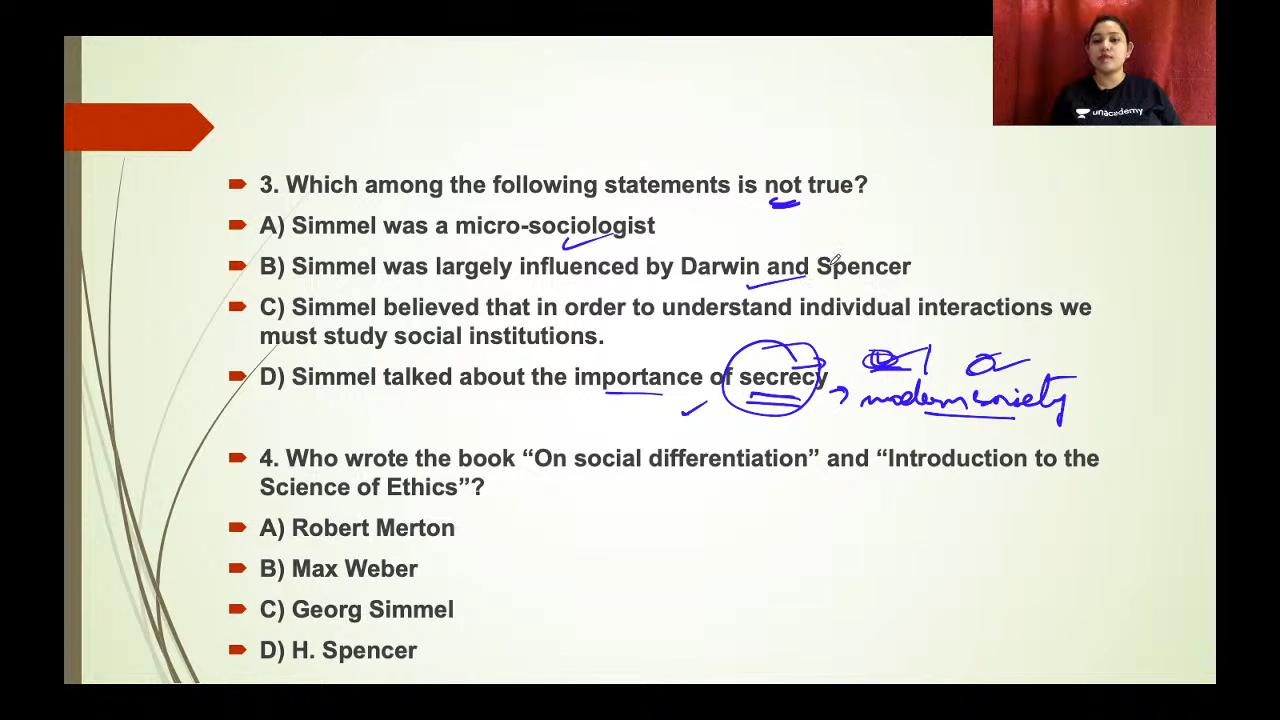 unacademy
3. Which among the following statements is not true?
A) Simmel was a micro-sociologist
B) Simmel was largely influenced by Darwin and Spencer
C) Simmel believed that in order to understand individual interactions we
must study social institutions.
D) Simmel talked about the importance of secrecy
modern society
4. Who wrote the book “On social differentiation” and “Introduction to the
Science of Ethics”?
A) Robert Merton
B) Max Weber
C) Georg Simmel
D) H. Spencer